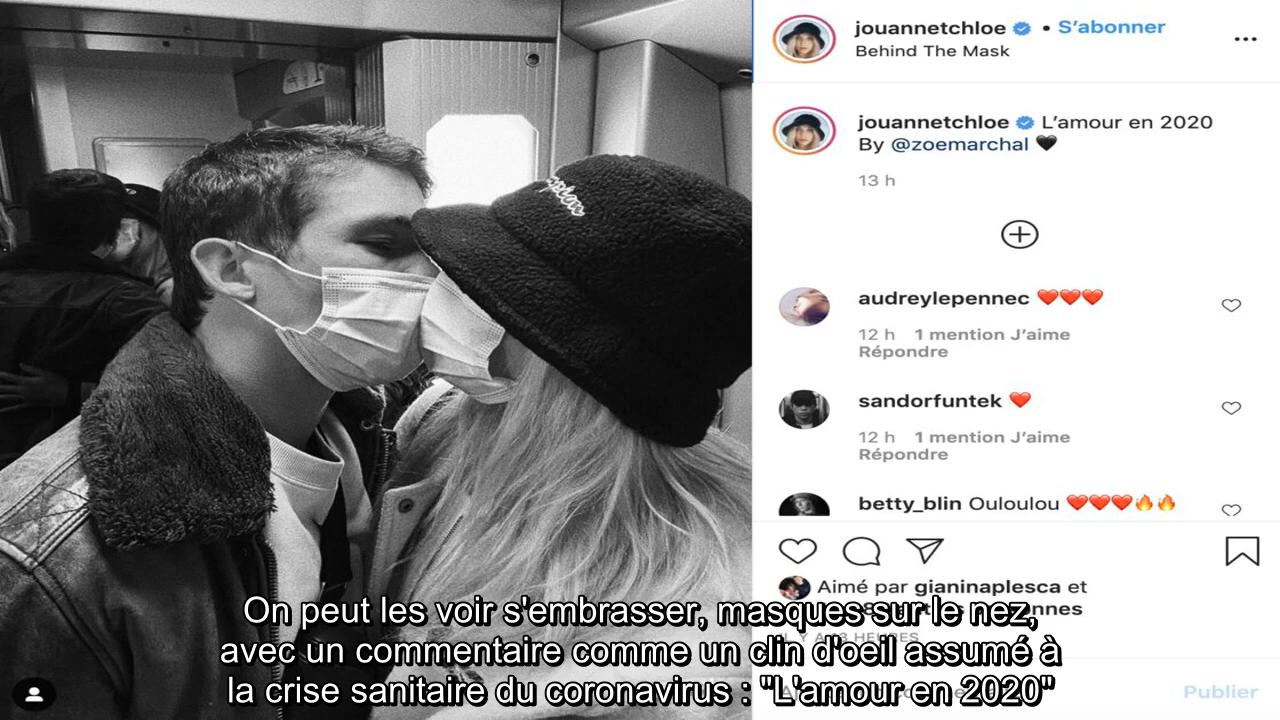 jouannetchloe • S'abonner
Behind The Mask
jouannetchloe L'amour en 2020
By @zoemarchal 🖤
13 h
audreylepennec ❤️❤️❤️
12 h 1 mention J'aime
Répondre
sandorfuntek ❤️
12 h 1 mention J'aime
Répondre
betty_blin Ouloulou ❤️❤️❤️🔥🔥
Aimé par gianinaplesca et
On peut les voir s'embrasser, masques sur le nez,
avec un commentaire comme un clin d'oeil assumé à
la crise sanitaire du coronavirus : "L'amour en 2020"
Publier